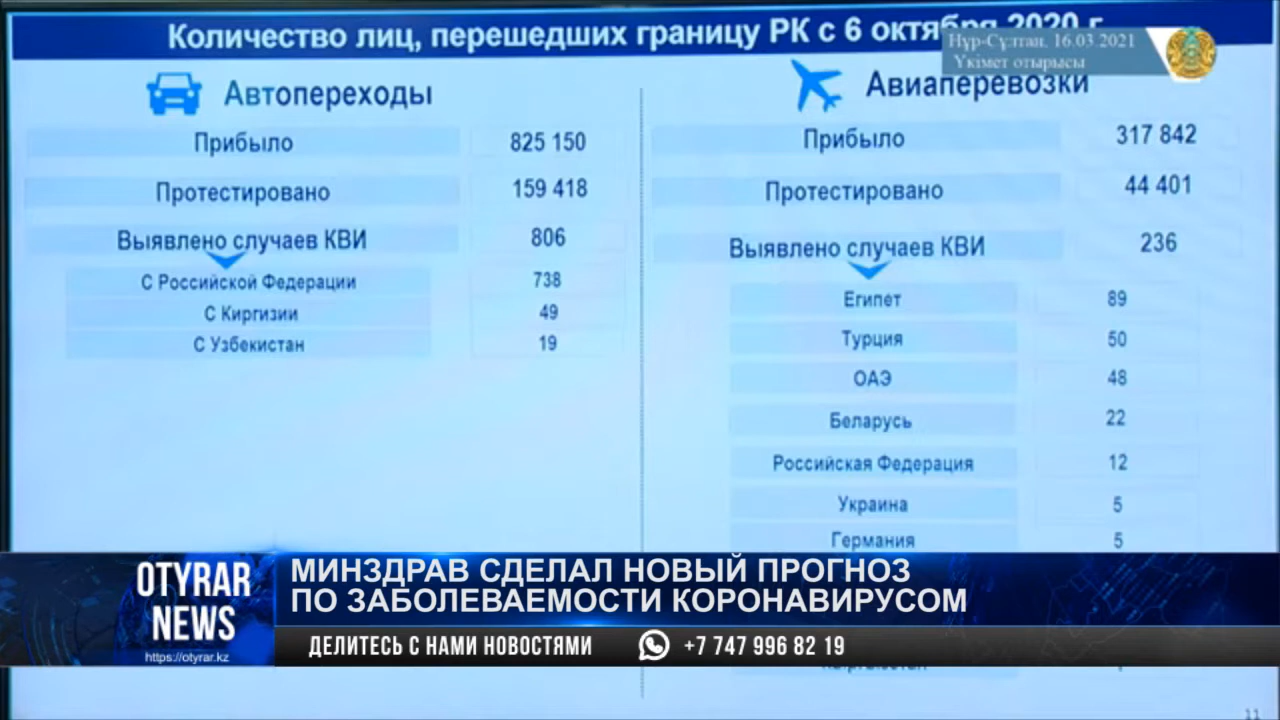 Количество лиц, перешедших границу РК с 6 октября 2020 г.
Нұр-Сұлтан, 16.03.2021
Үкімет отырысы
Автопереходы
Прибыло 825 150
Протестировано 159 418
Выявлено случаев КВИ 806
С Российской Федерации 738
С Киргизии 49
С Узбекистан 19
Авиаперевозки
Прибыло 317 842
Протестировано 44 401
Выявлено случаев КВИ 236
Египет 89
Турция 50
ОАЭ 48
Беларусь 22
Российская Федерация 12
Украина 5
Германия 5
OTYRAR
NEWS
https://otyrar.kz
МИНЗДРАВ СДЕЛАЛ НОВЫЙ ПРОГНОЗ
ПО ЗАБОЛЕВАЕМОСТИ КОРОНАВИРУСОМ
ДЕЛИТЕСЬ С НАМИ НОВОСТЯМИ +7 747 996 82 19
11